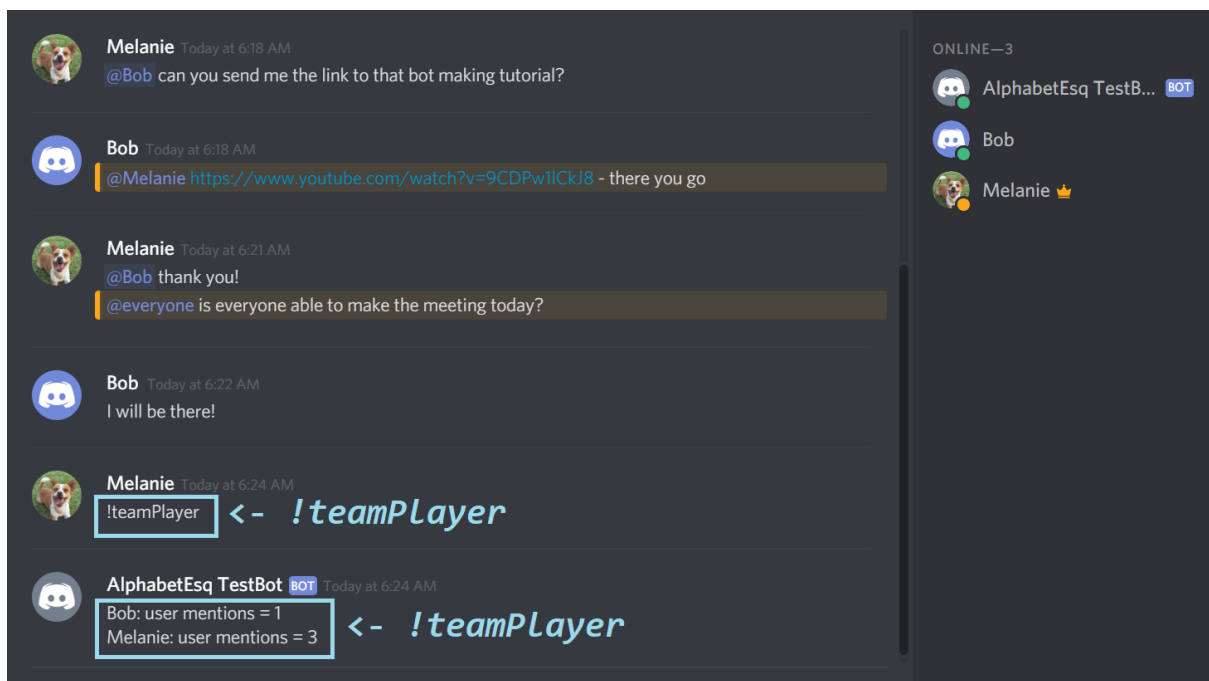 Melanie Today at 6:18 AM
@Bob can you send me the link to that bot making tutorial?
Bob Today at 6:18 AM
@Melanie https://www.youtube.com/watch?v=9CDPw1lCkJ8 - there you go
Melanie Today at 6:21 AM
@Bob thank you!
@everyone is everyone able to make the meeting today?
Bob Today at 6:22 AM
I will be there!
Melanie Today at 6:24 AM
!teamPlayer <- !teamPlayer
AlphabetEsq TestBot BOT Today at 6:24 AM
Bob: user mentions = 1
Melanie: user mentions = 3
<- !teamPlayer
ONLINE—3
AlphabetEsq TestB... BOT
Bob
Melanie